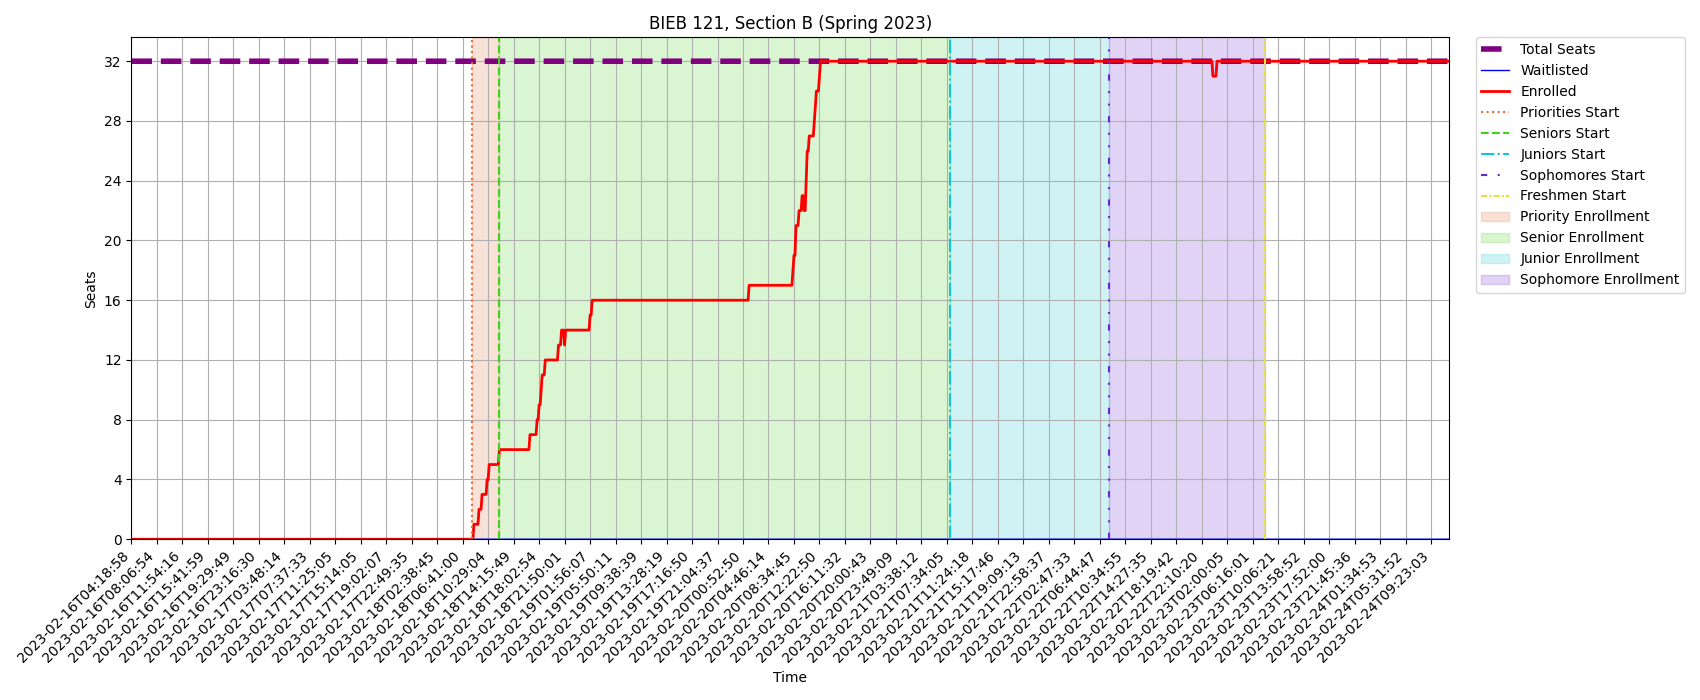 BIEB 121, Section B (Spring 2023)
Seats
32
28
24
20
16
12
8
4
0
2023-02-16T04:18:58
2023-02-16T08:06:54
2023-02-16T11:54:16
2023-02-16T15:41:59
2023-02-16T19:29:49
2023-02-16T23:16:30
2023-02-17T03:48:14
2023-02-17T07:37:33
2023-02-17T11:25:05
2023-02-17T15:14:05
2023-02-17T19:02:07
2023-02-17T22:49:35
2023-02-18T02:38:45
2023-02-18T06:41:00
2023-02-18T10:29:04
2023-02-18T14:15:49
2023-02-18T18:02:54
2023-02-18T21:50:01
2023-02-19T01:56:07
2023-02-19T05:50:11
2023-02-19T09:38:39
2023-02-19T13:28:19
2023-02-19T17:16:50
2023-02-19T21:04:37
2023-02-20T00:52:50
2023-02-20T04:46:14
2023-02-20T08:34:45
2023-02-20T12:22:50
2023-02-20T16:11:32
2023-02-20T20:00:43
2023-02-20T23:49:09
2023-02-21T03:38:12
2023-02-21T07:34:05
2023-02-21T11:24:18
2023-02-21T15:17:46
2023-02-21T19:09:13
2023-02-21T22:58:37
2023-02-22T02:47:33
2023-02-22T06:44:47
2023-02-22T10:34:55
2023-02-22T14:27:35
2023-02-22T18:19:42
2023-02-22T22:10:20
2023-02-23T02:00:05
2023-02-23T06:16:01
2023-02-23T10:06:21
2023-02-23T13:58:52
2023-02-23T17:52:00
2023-02-23T21:45:36
2023-02-24T01:34:53
2023-02-24T05:31:52
2023-02-24T09:23:03
Time
Total Seats
Waitlisted
Enrolled
Priorities Start
Seniors Start
Juniors Start
Sophomores Start
Freshmen Start
Priority Enrollment
Senior Enrollment
Junior Enrollment
Sophomore Enrollment